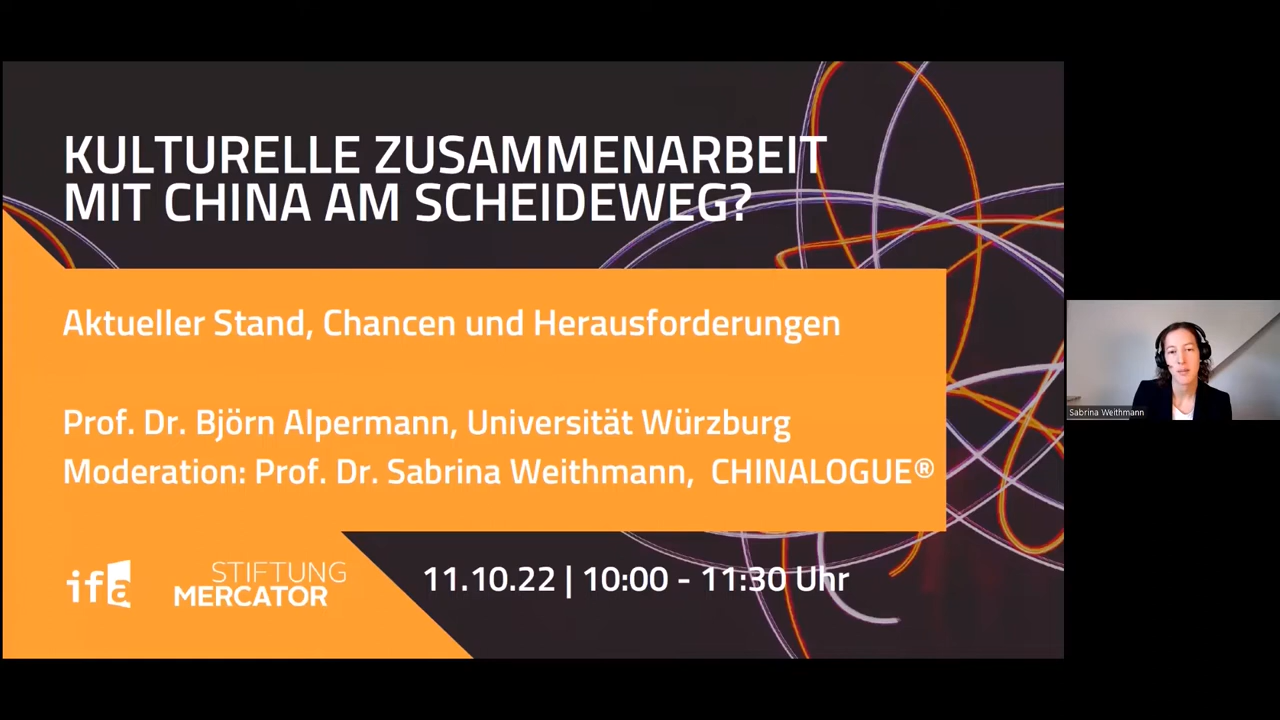 KULTURELLE ZUSAMMENARBEIT
MIT CHINA AM SCHEIDEWEG?
Aktueller Stand, Chancen und Herausforderungen
Prof. Dr. Björn Alpermann, Universität Würzburg
Moderation: Prof. Dr. Sabrina Weithmann, CHINALOGUE®
ifa
STIFTUNG
MERCATOR
11.10.22 | 10:00 - 11:30 Uhr
Sabrina Weithmann